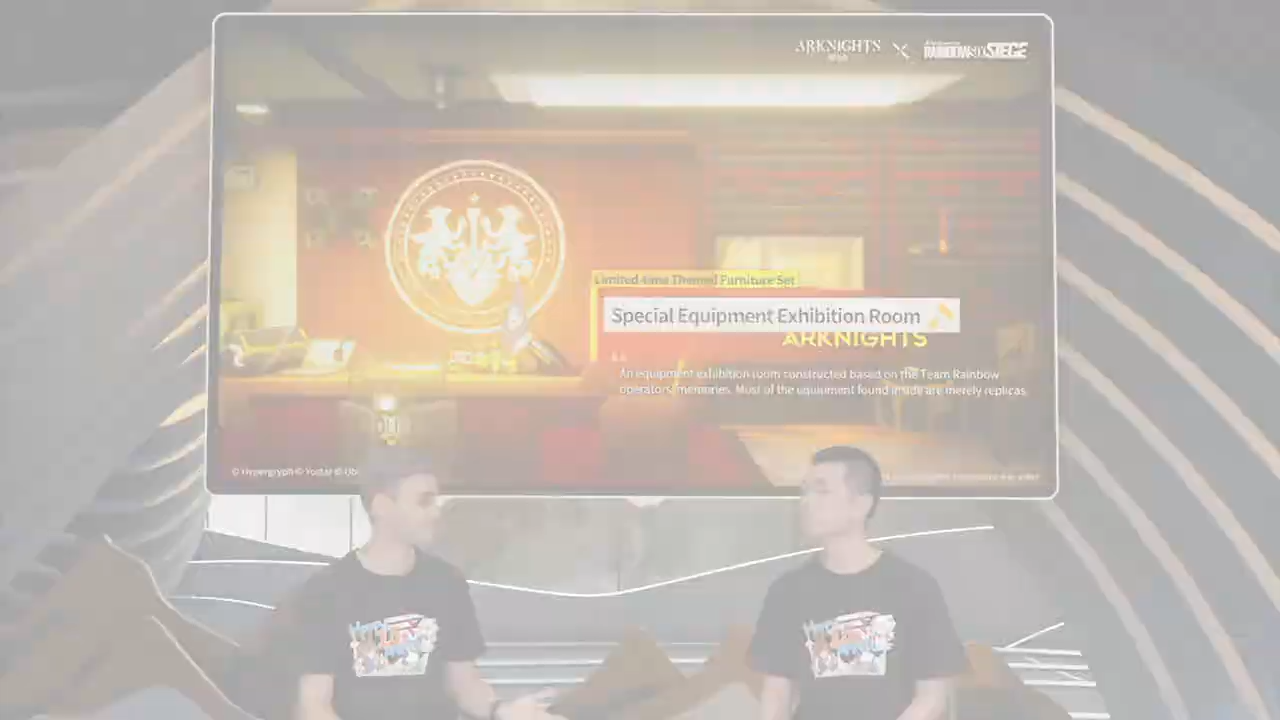 ARKNIGHTS
RAINBOW SIX SIEGE
Limited-time Themed Furniture Set
Special Equipment Exhibition Room
ARKNIGHTS
An equipment exhibition room constructed based on the Team Rainbow
operators' memories. Most of the equipment found inside are merely replicas.
© Hypergryph © Yostar © Ubi